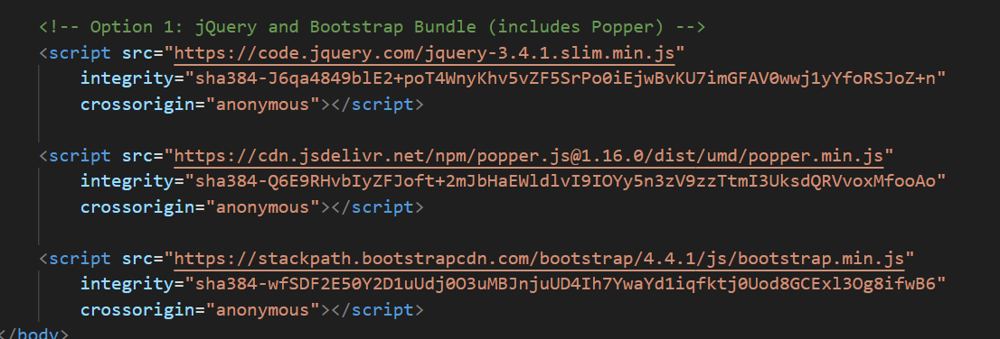 <!-- Option 1: jQuery and Bootstrap Bundle (includes Popper) -->
<script src="https://code.jquery.com/jquery-3.4.1.slim.min.js"
integrity="sha384-J6qa4849blE2+poT4WnyKhv5vZF5SrPo0iEjwBvKU7imGFAV0wwj1yYfoRSJoZ+n"
crossorigin="anonymous"></script>
<script src="https://cdn.jsdelivr.net/npm/popper.js@1.16.0/dist/umd/popper.min.js"
integrity="sha384-Q6E9RHvbIyZFJoft+2mJbHaEWldlvI9IOYy5n3zV9zzTtmI3UksdQRVvoxMfooAo"
crossorigin="anonymous"></script>
<script src="https://stackpath.bootstrapcdn.com/bootstrap/4.4.1/js/bootstrap.min.js"
integrity="sha384-wfSDF2E50Y2D1uUdj0O3uMBJnjuUD4Ih7YwaYd1iqfktj0Uod8GCExl3Og8ifwB6"
crossorigin="anonymous"></script>
</body>